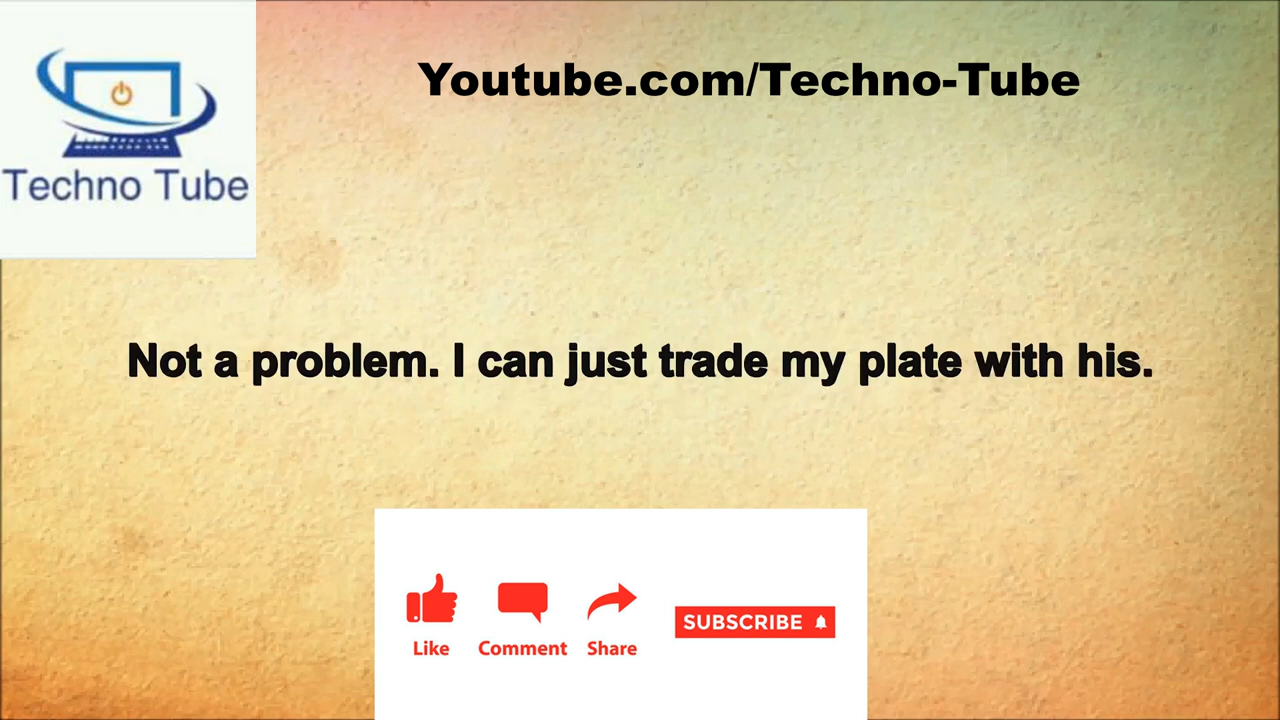 Youtube.com/Techno-Tube
Techno Tube
Not a problem. I can just trade my plate with his.
Like Comment Share
SUBSCRIBE